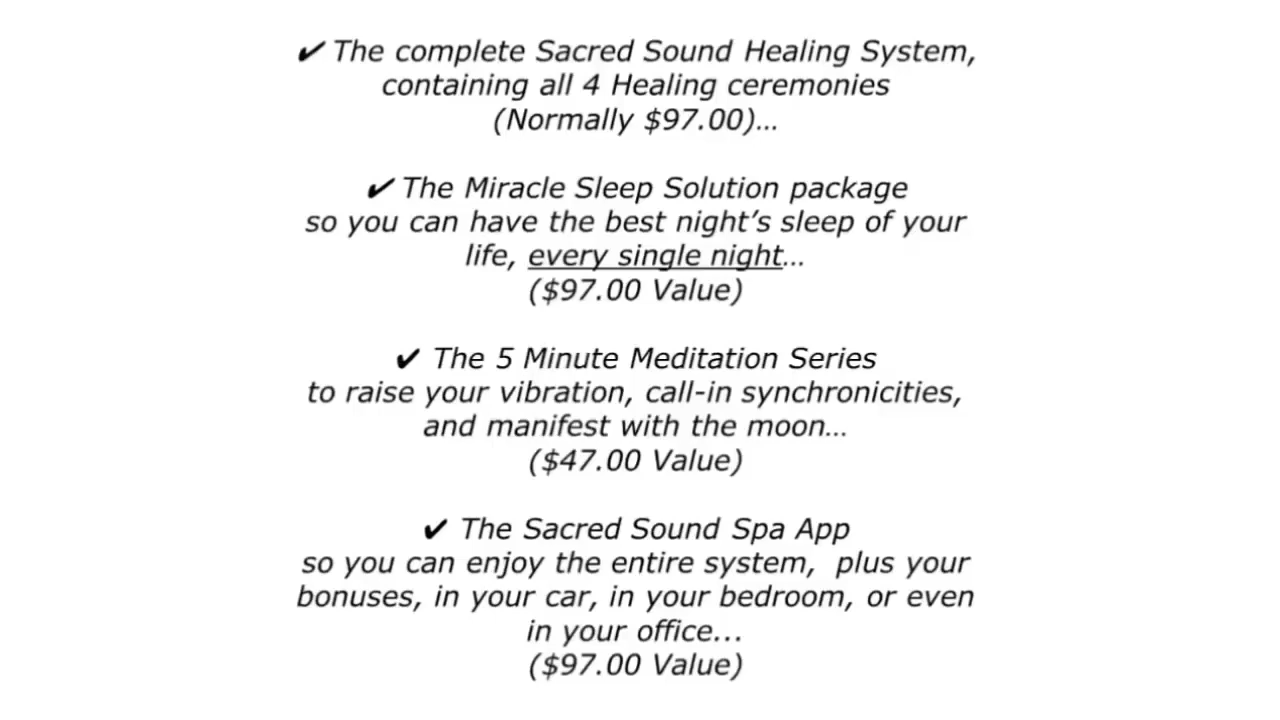 ✔ The complete Sacred Sound Healing System,
containing all 4 Healing ceremonies
(Normally $97.00)…
✔ The Miracle Sleep Solution package
so you can have the best night’s sleep of your
life, every single night…
($97.00 Value)
✔ The 5 Minute Meditation Series
to raise your vibration, call-in synchronicities,
and manifest with the moon…
($47.00 Value)
✔ The Sacred Sound Spa App
so you can enjoy the entire system,  plus your
bonuses, in your car, in your bedroom, or even
in your office...
($97.00 Value)